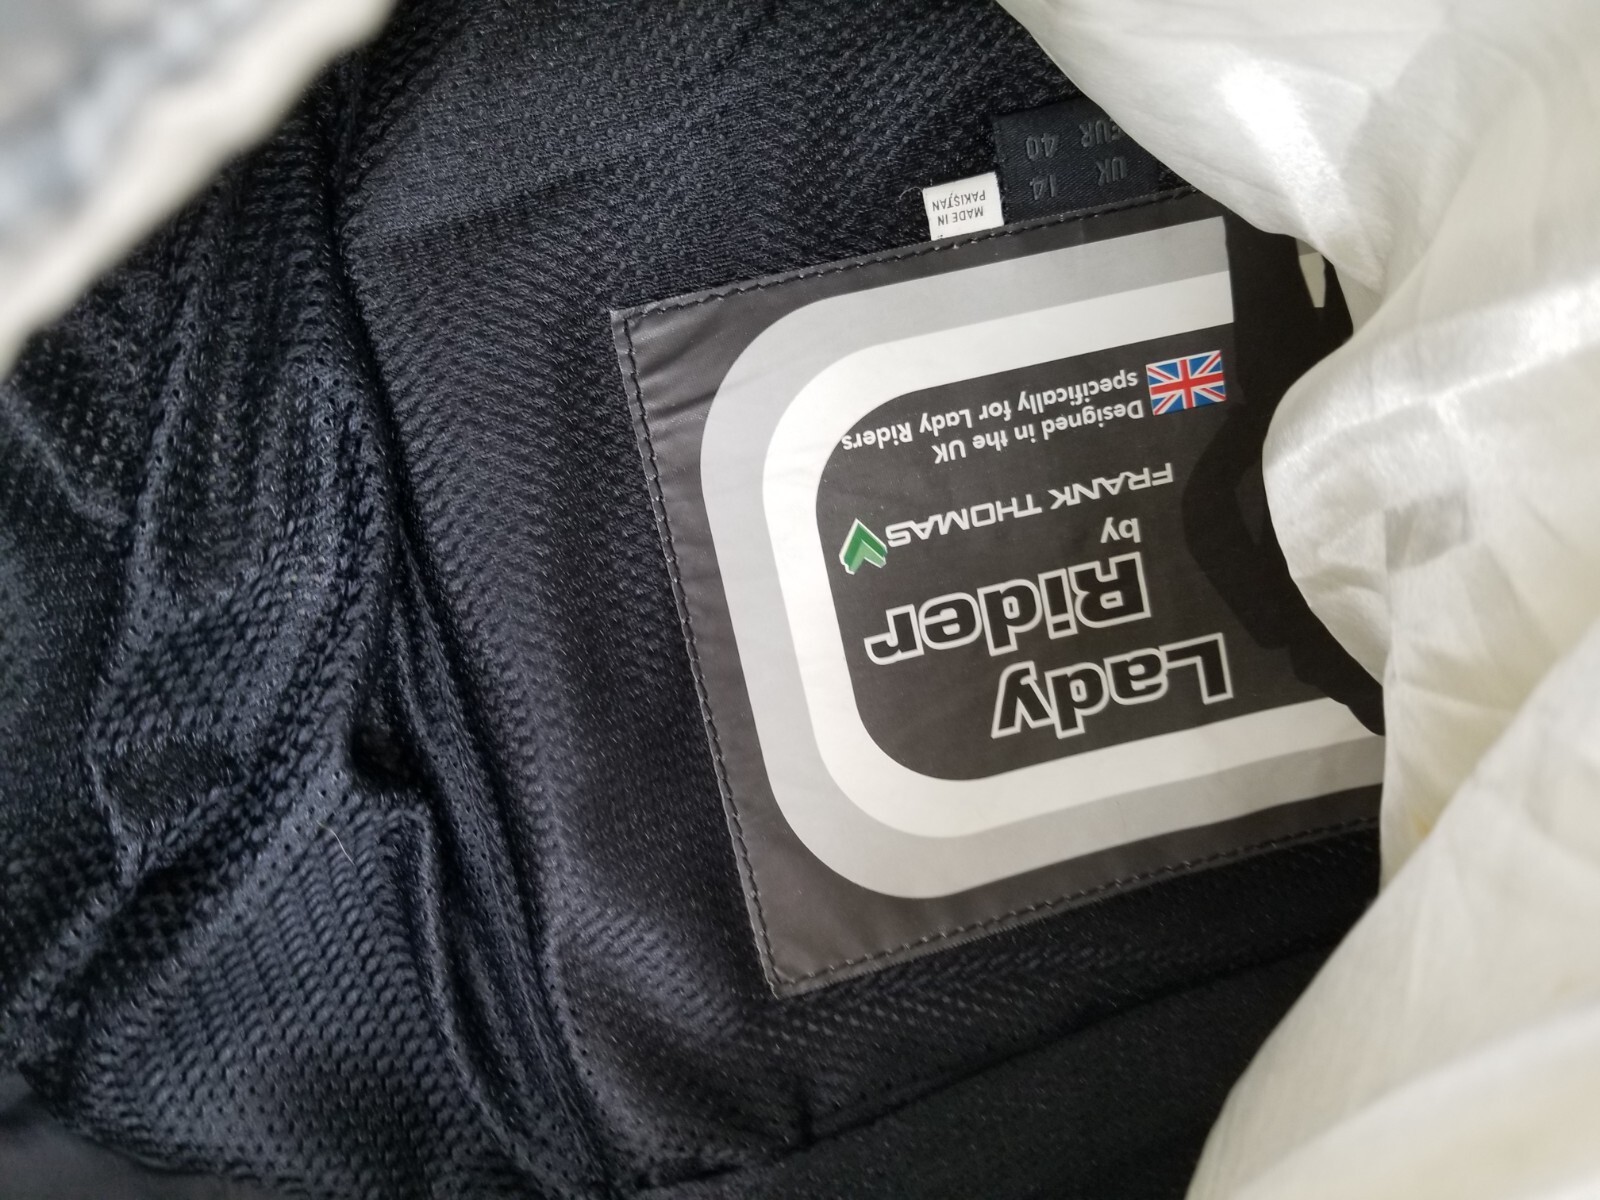 Lady
Rider
by
FRANK THOMAS
Designed in the UK
specifically for Lady Riders
MADE IN
PAKISTAN
UK 14
EUR 40